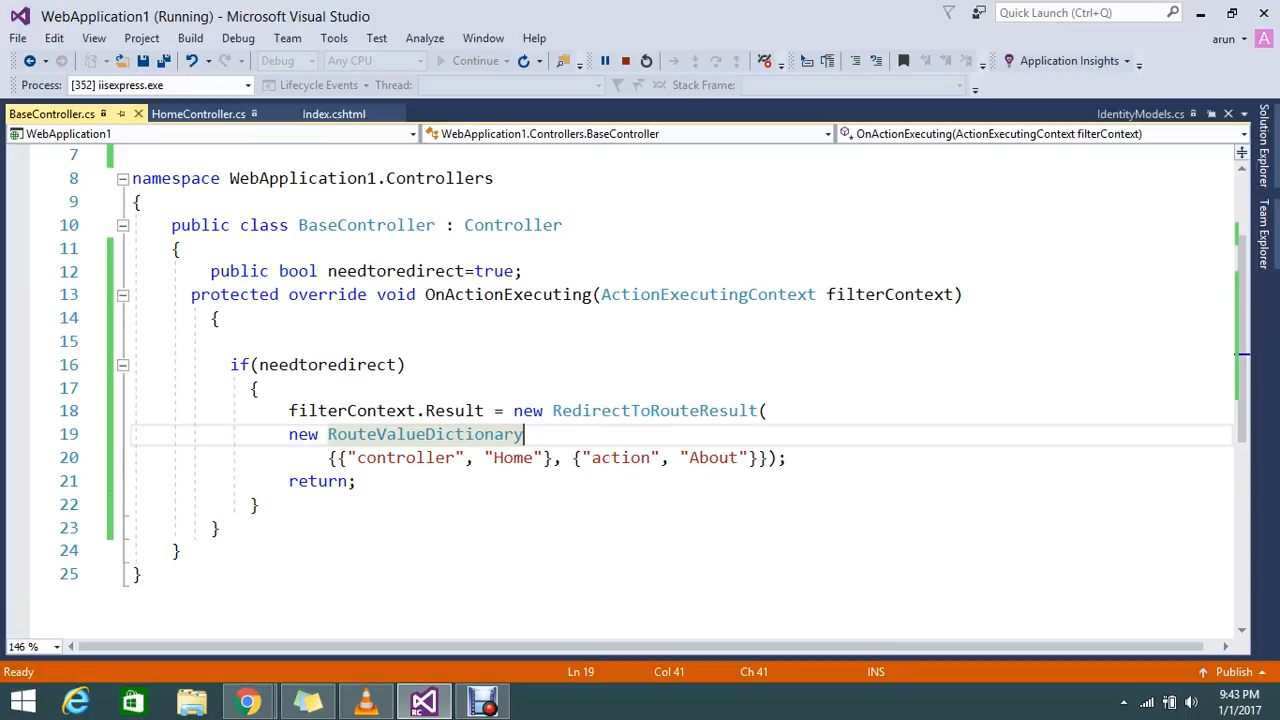 WebApplication1 (Running) - Microsoft Visual Studio
Quick Launch (Ctrl+Q)
File Edit View Project Build Debug Team Tools Test Analyze Window Help
arun A
Debug Any CPU Continue Application Insights
Process: [352] iisexpress.exe Lifecycle Events Thread: Stack Frame:
BaseController.cs HomeController.cs Index.cshtml IdentityModels.cs
WebApplication1 WebApplication1.Controllers.BaseController OnActionExecuting(ActionExecutingContext filterContext)
7
8 namespace WebApplication1.Controllers
9 {
10 public class BaseController : Controller
11 {
12 public bool needtoredirect=true;
13 protected override void OnActionExecuting(ActionExecutingContext filterContext)
14 {
15
16 if(needtoredirect)
17 {
18 filterContext.Result = new RedirectToRouteResult(
19 new RouteValueDictionary
20 {{"controller", "Home"}, {"action", "About"}});
21 return;
22 }
23 }
24 }
25 }
Solution Explorer
Team Explorer
146 %
Ready Ln 19 Col 41 Ch 41 INS Publish
RC
9:43 PM
1/1/2017